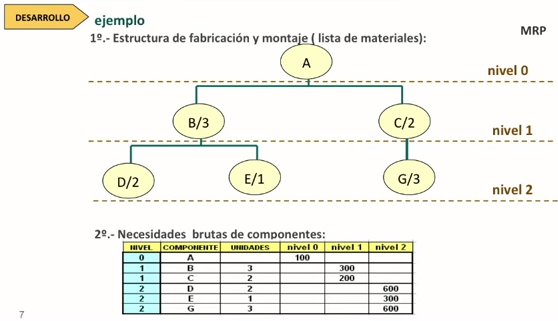 DESARROLLO
ejemplo
MRP
1º.- Estructura de fabricación y montaje ( lista de materiales):
A
nivel 0
B/3 C/2
nivel 1
D/2 E/1 G/3
nivel 2
2º.- Necesidades brutas de componentes:
NIVEL COMPONENTE UNIDADES nivel 0 nivel 1 nivel 2
0 A 100
1 B 3 300
1 C 2 200
2 D 2 600
2 E 1 300
2 G 3 600
7